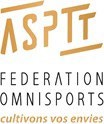 ASPTT
FEDERATION
OMNISPORTS
cultivons vos envies